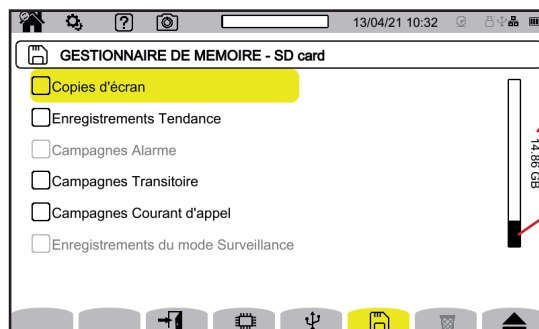 13/04/21 10:32
GESTIONNAIRE DE MEMOIRE - SD card
Copies d'écran
Enregistrements Tendance
Campagnes Alarme
Campagnes Transitoire
Campagnes Courant d'appel
Enregistrements du mode Surveillance
14.86 GB